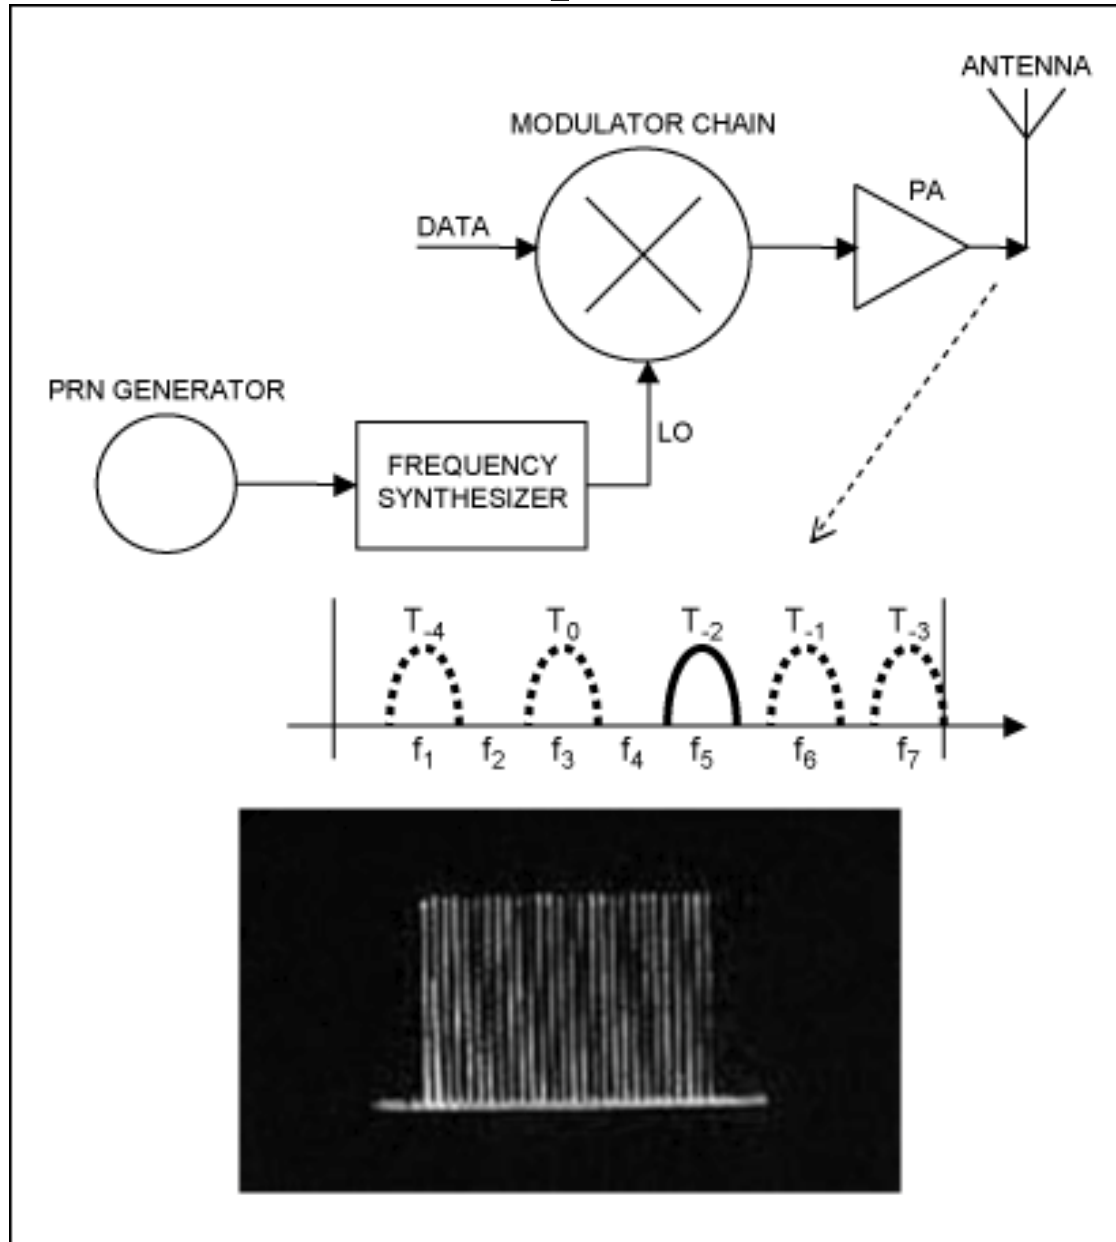 ANTENNA
MODULATOR CHAIN
PA
DATA
PRN GENERATOR
LO
FREQUENCY
SYNTHESIZER
T-4 T0 T-2 T-1 T-3
f1 f2 f3 f4 f5 f6 f7